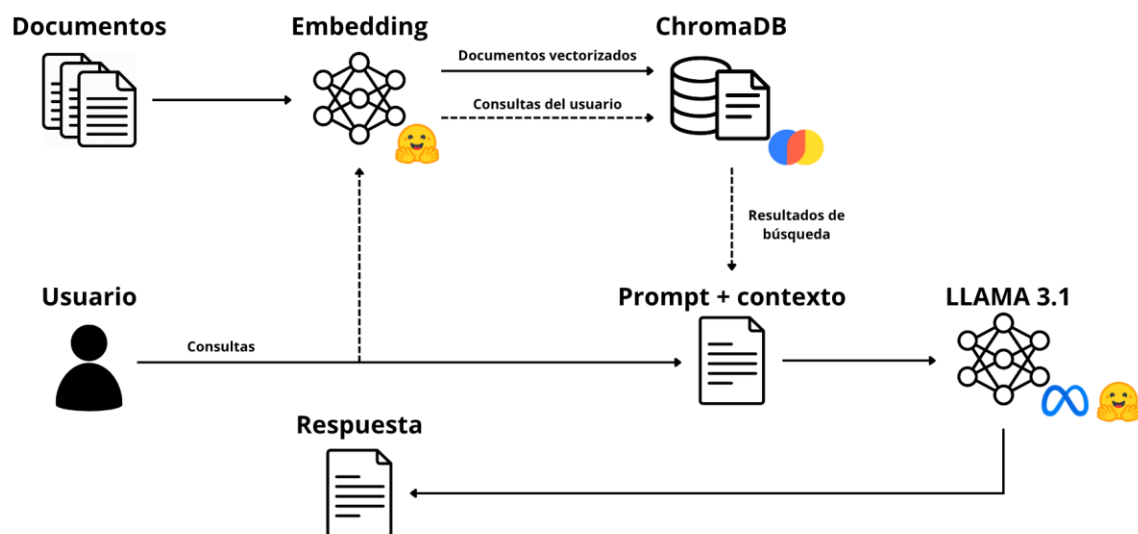 Documentos
Embedding
ChromaDB
Documentos vectorizados
Consultas del usuario
Resultados de
búsqueda
Usuario
Prompt + contexto
LLAMA 3.1
Consultas
Respuesta